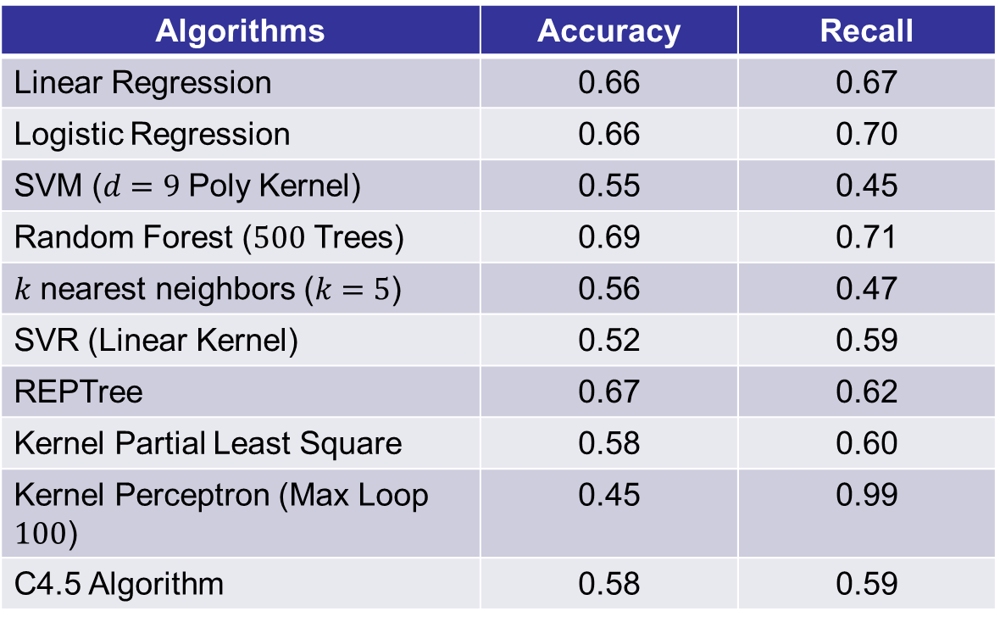 Algorithms Accuracy Recall
Linear Regression 0.66 0.67
Logistic Regression 0.66 0.70
SVM (d = 9 Poly Kernel) 0.55 0.45
Random Forest (500 Trees) 0.69 0.71
k nearest neighbors (k = 5) 0.56 0.47
SVR (Linear Kernel) 0.52 0.59
REPTree 0.67 0.62
Kernel Partial Least Square 0.58 0.60
Kernel Perceptron (Max Loop 0.45 0.99
100)
C4.5 Algorithm 0.58 0.59